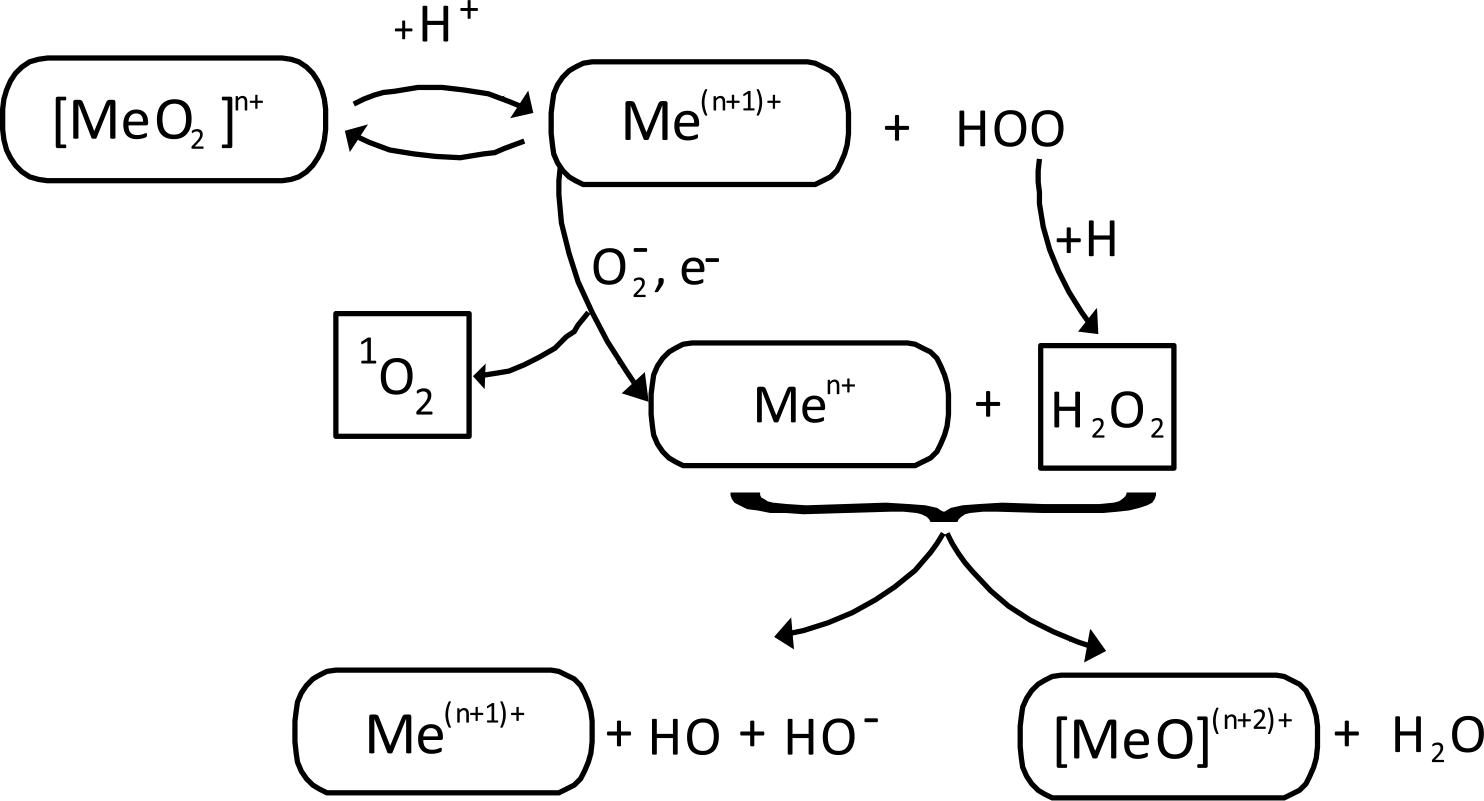 +H⁺
[MeO₂]ⁿ⁺ Me⁽ⁿ⁺¹⁾⁺ + HOO
+H
O₂⁻, e⁻
¹O₂
Meⁿ⁺ + H₂O₂
Me⁽ⁿ⁺¹⁾⁺ + HO + HO⁻
[MeO]⁽ⁿ⁺²⁾⁺ + H₂O